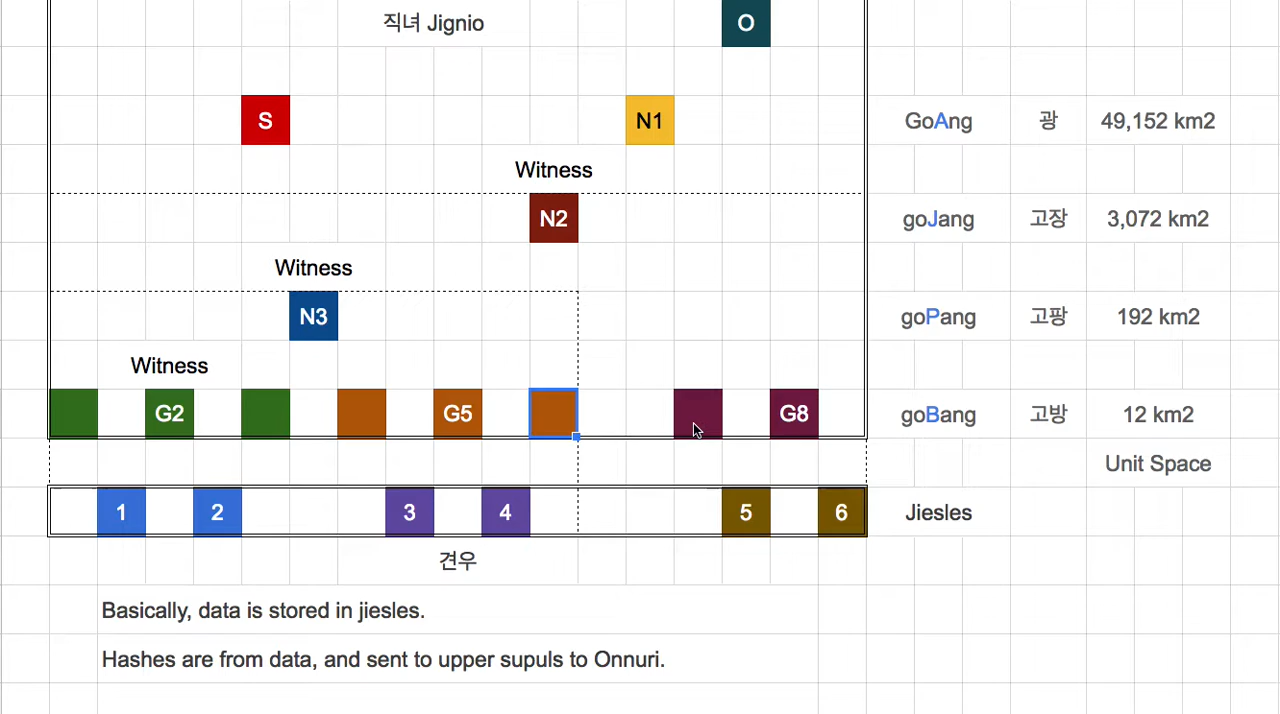 직녀 Jignio
O
S
N1
GoAng 광 49,152 km2
Witness
N2
goJang 고장 3,072 km2
Witness
N3
goPang 고팡 192 km2
Witness
G2
G5
G8
goBang 고방 12 km2
Unit Space
1 2 3 4 5 6
Jiesles
견우
Basically, data is stored in jiesles.
Hashes are from data, and sent to upper supuls to Onnuri.